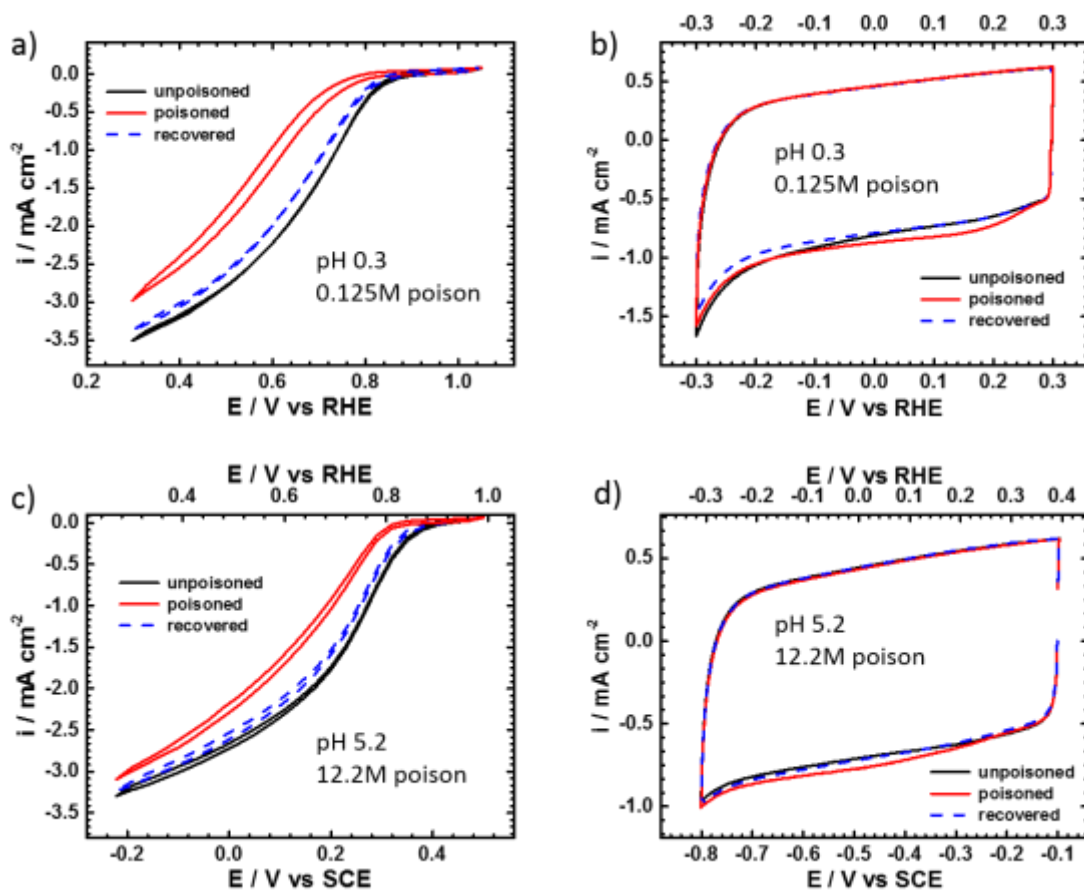 a)
0.0
-0.5
-1.0
-1.5
-2.0
-2.5
-3.0
-3.5
i / mA cm-2
unpoisoned
poisoned
recovered
pH 0.3
0.125M poison
0.2 0.4 0.6 0.8 1.0
E / V vs RHE
b)
-0.3 -0.2 -0.1 0.0 0.1 0.2 0.3
0.5
0.0
-0.5
-1.0
-1.5
i / mA cm-2
pH 0.3
0.125M poison
unpoisoned
poisoned
recovered
-0.3 -0.2 -0.1 0.0 0.1 0.2 0.3
E / V vs RHE
c)
E / V vs RHE
0.4 0.6 0.8 1.0
0.0
-0.5
-1.0
-1.5
-2.0
-2.5
-3.0
-3.5
i / mA cm-2
unpoisoned
poisoned
recovered
pH 5.2
12.2M poison
-0.2 0.0 0.2 0.4
E / V vs SCE
d)
E / V vs RHE
-0.3 -0.2 -0.1 0.0 0.1 0.2 0.3 0.4
0.5
0.0
-0.5
-1.0
i / mA cm-2
pH 5.2
12.2M poison
unpoisoned
poisoned
recovered
-0.8 -0.7 -0.6 -0.5 -0.4 -0.3 -0.2 -0.1
E / V vs SCE